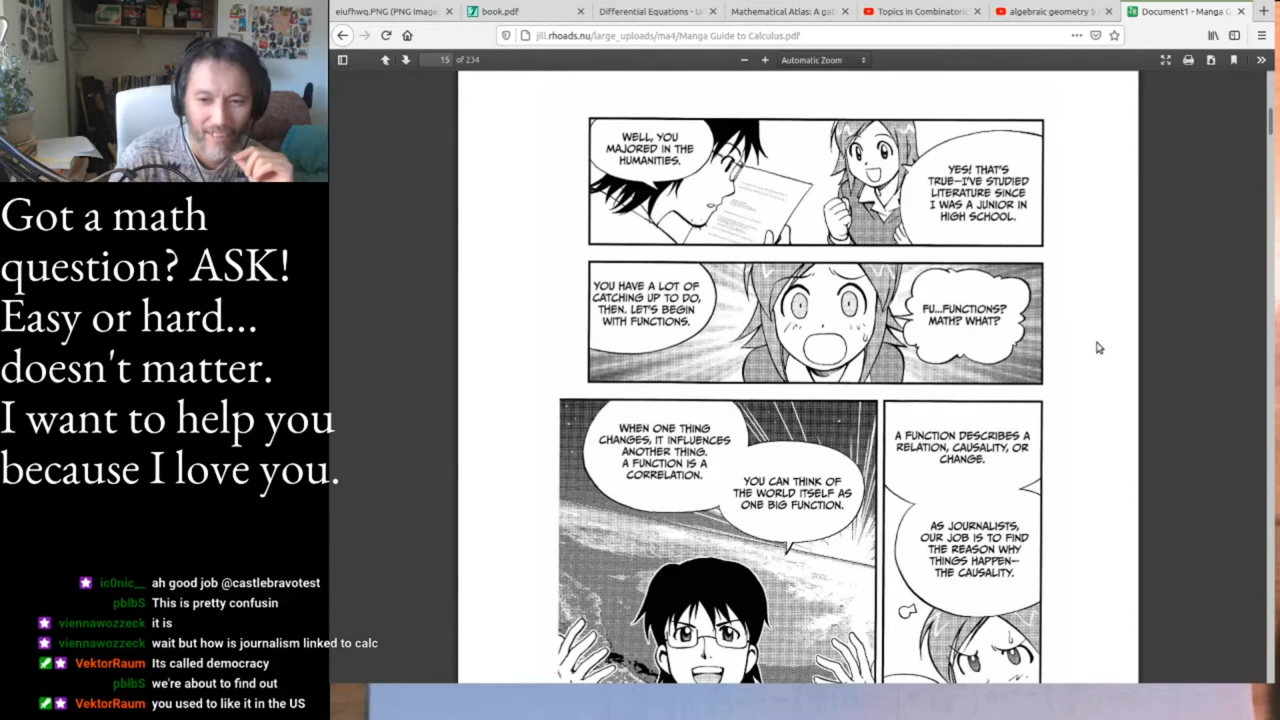 eiufhwq.PNG (PNG Image,
book.pdf
Differential Equations - U
Mathematical Atlas: A gat
Topics in Combinatori
algebraic geometry 5
Document1 - Manga G
jill.rhoads.nu/large_uploads/ma4/Manga Guide to Calculus.pdf
15 of 234
Automatic Zoom
WELL, YOU
MAJORED IN THE
HUMANITIES.
YES! THAT'S
TRUE—I'VE STUDIED
LITERATURE SINCE
I WAS A JUNIOR IN
HIGH SCHOOL.
YOU HAVE A LOT OF
CATCHING UP TO DO,
THEN. LET'S BEGIN
WITH FUNCTIONS.
FU...FUNCTIONS?
MATH? WHAT?
WHEN ONE THING
CHANGES, IT INFLUENCES
ANOTHER THING.
A FUNCTION IS A
CORRELATION.
YOU CAN THINK OF
THE WORLD ITSELF AS
ONE BIG FUNCTION.
A FUNCTION DESCRIBES A
RELATION, CAUSALITY, OR
CHANGE.
AS JOURNALISTS,
OUR JOB IS TO FIND
THE REASON WHY
THINGS HAPPEN—
THE CAUSALITY.
Got a math
question? ASK!
Easy or hard...
doesn't matter.
I want to help you
because I love you.
ic0nic__ ah good job @castlebravotest
pblbS This is pretty confusin
viennawozzeck it is
viennawozzeck wait but how is journalism linked to calc
VektorRaum Its called democracy
pblbS we're about to find out
VektorRaum you used to like it in the US